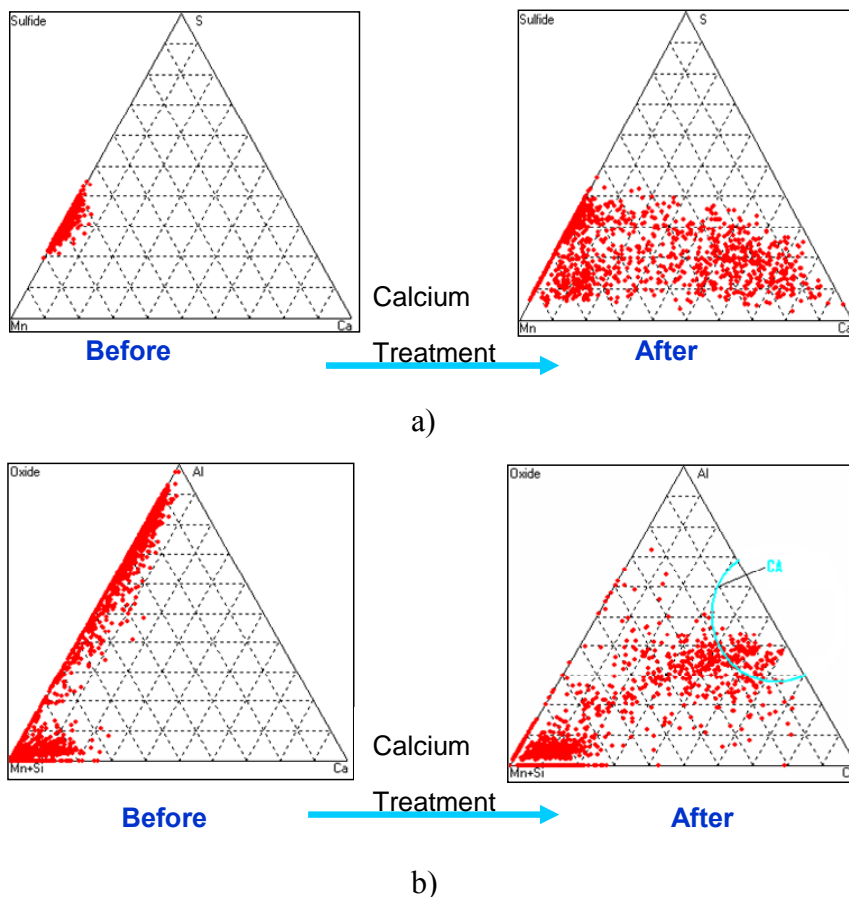 Sulfide S
Sulfide S
Mn Ca
Mn Ca
Before
Calcium
Treatment
After
a)
Oxide Al
Oxide Al
CA
Mn+Si Ca
Mn+Si C
Before
Calcium
Treatment
After
b)